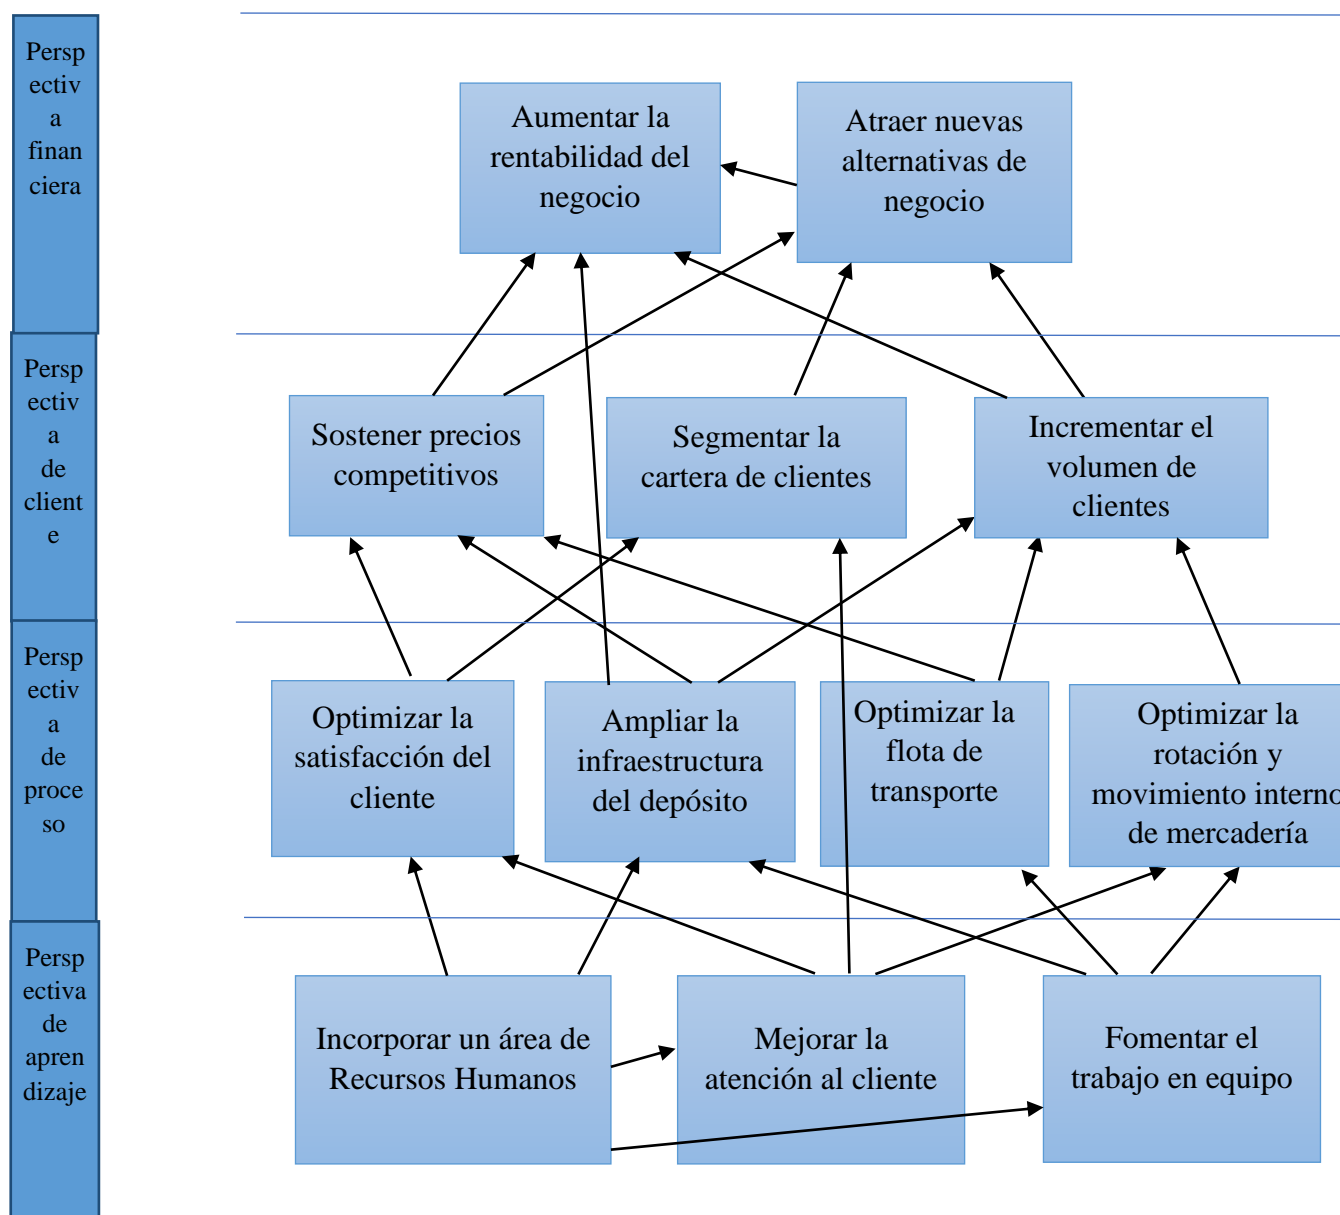 Persp
ectiv
a
finan
ciera
Aumentar la
rentabilidad del
negocio
Atraer nuevas
alternativas de
negocio
Persp
ectiv
a
de
client
e
Sostener precios
competitivos
Segmentar la
cartera de clientes
Incrementar el
volumen de
clientes
Persp
ectiv
a
de
proce
so
Optimizar la
satisfacción del
cliente
Ampliar la
infraestructura
del depósito
Optimizar la
flota de
transporte
Optimizar la
rotación y
movimiento interno
de mercadería
Persp
ectiva
de
apren
dizaje
Incorporar un área de
Recursos Humanos
Mejorar la
atención al cliente
Fomentar el
trabajo en equipo